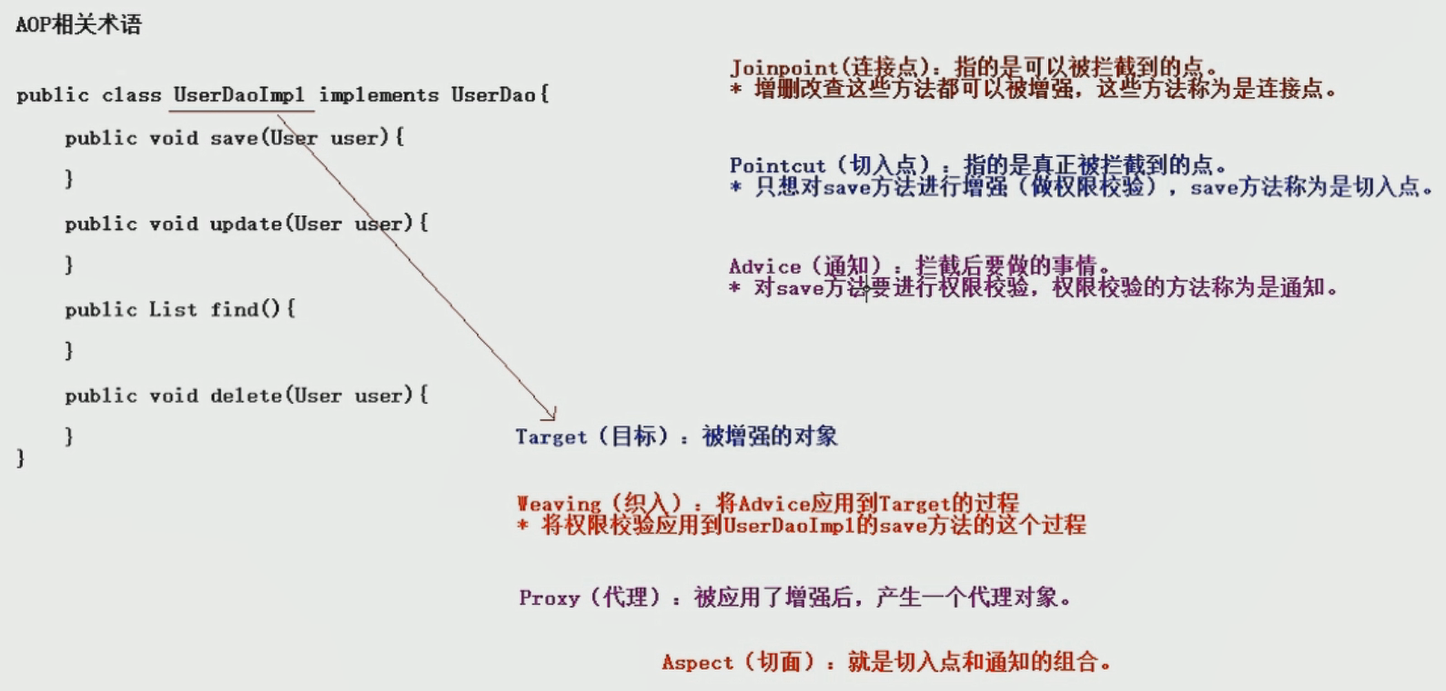 AOP相关术语
public class UserDaoImpl implements UserDao{
public void save(User user){
}
public void update(User user){
}
public List find(){
}
public void delete(User user){
}
}
Joinpoint(连接点)：指的是可以被拦截到的点。
* 增删改查这些方法都可以被增强，这些方法称为是连接点。
Pointcut（切入点）：指的是真正被拦截到的点。
* 只想对save方法进行增强（做权限校验），save方法称为是切入点。
Advice（通知）：拦截后要做的事情。
* 对save方法要进行权限校验，权限校验的方法称为是通知。
Target（目标）：被增强的对象
Weaving（织入）：将Advice应用到Target的过程
* 将权限校验应用到UserDaoImpl的save方法的这个过程
Proxy（代理）：被应用了增强后，产生一个代理对象。
Aspect（切面）：就是切入点和通知的组合。